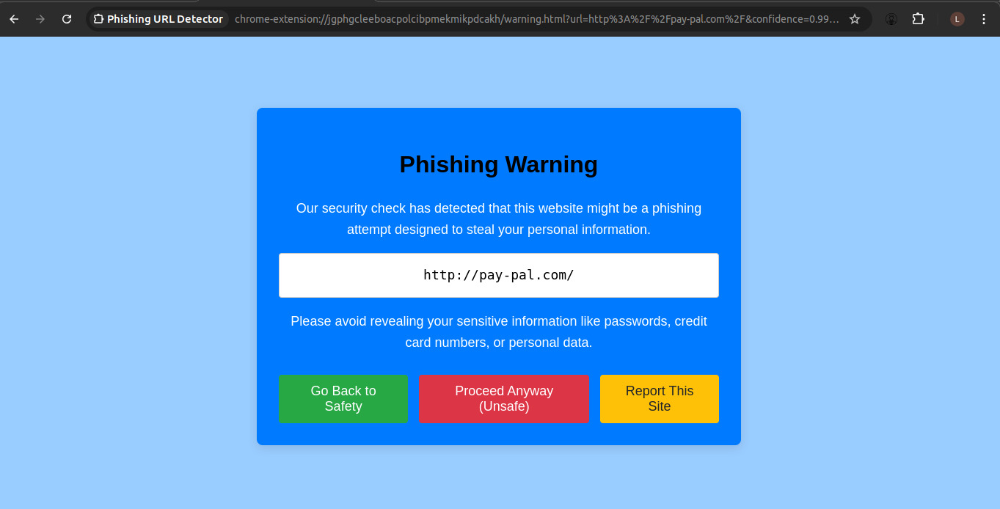 Phishing URL Detector chrome-extension://jgphgcleeboacpolcibpmekmikpdcakh/warning.html?url=http%3A%2F%2Fpay-pal.com%2F&confidence=0.99… L
Phishing Warning
Our security check has detected that this website might be a phishing
attempt designed to steal your personal information.
http://pay-pal.com/
Please avoid revealing your sensitive information like passwords, credit
card numbers, or personal data.
Go Back to
Safety
Proceed Anyway
(Unsafe)
Report This
Site